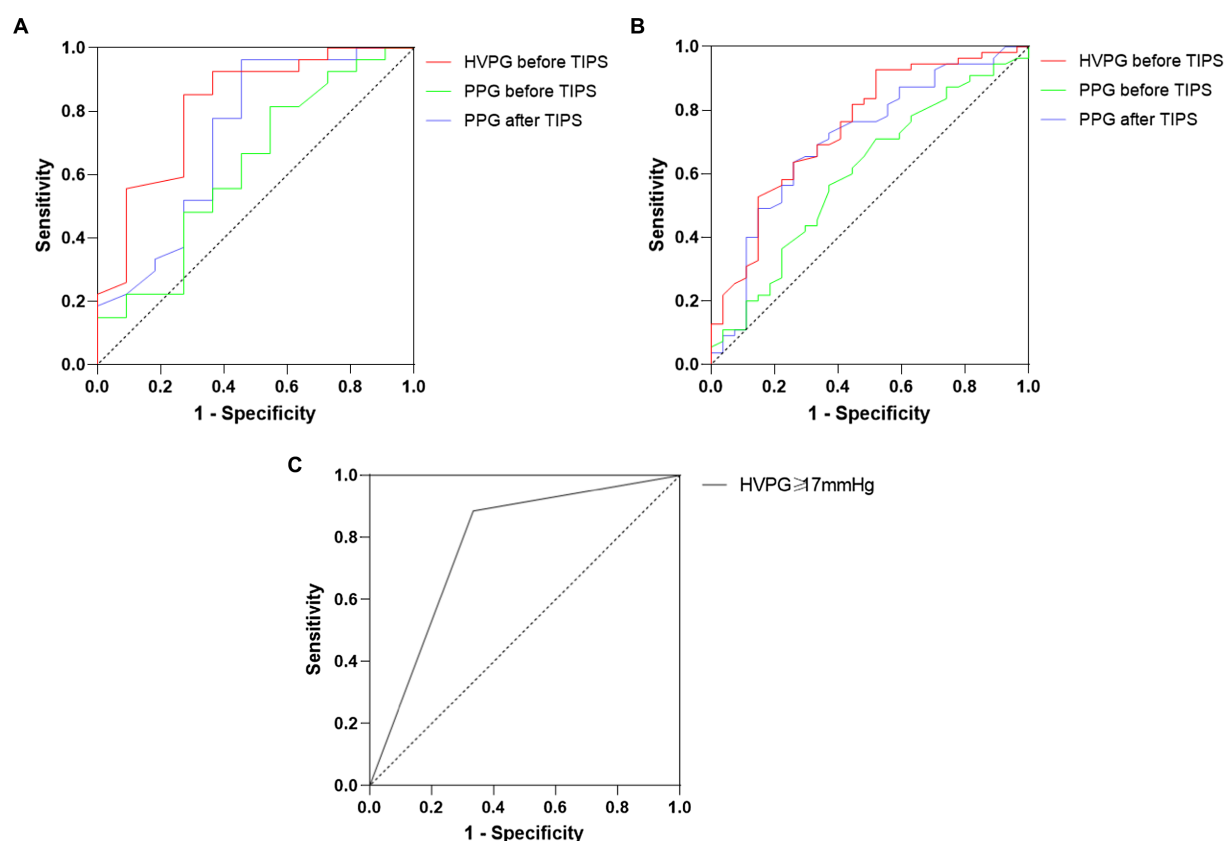 A
1.0
0.8
0.6
0.4
0.2
0.0
Sensitivity
0.0 0.2 0.4 0.6 0.8 1.0
1 - Specificity
HVPG before TIPS
PPG before TIPS
PPG after TIPS
B
1.0
0.8
0.6
0.4
0.2
0.0
Sensitivity
0.0 0.2 0.4 0.6 0.8 1.0
1 - Specificity
HVPG before TIPS
PPG before TIPS
PPG after TIPS
C
1.0
0.8
0.6
0.4
0.2
0.0
Sensitivity
0.0 0.2 0.4 0.6 0.8 1.0
1 - Specificity
HVPG⩾17mmHg